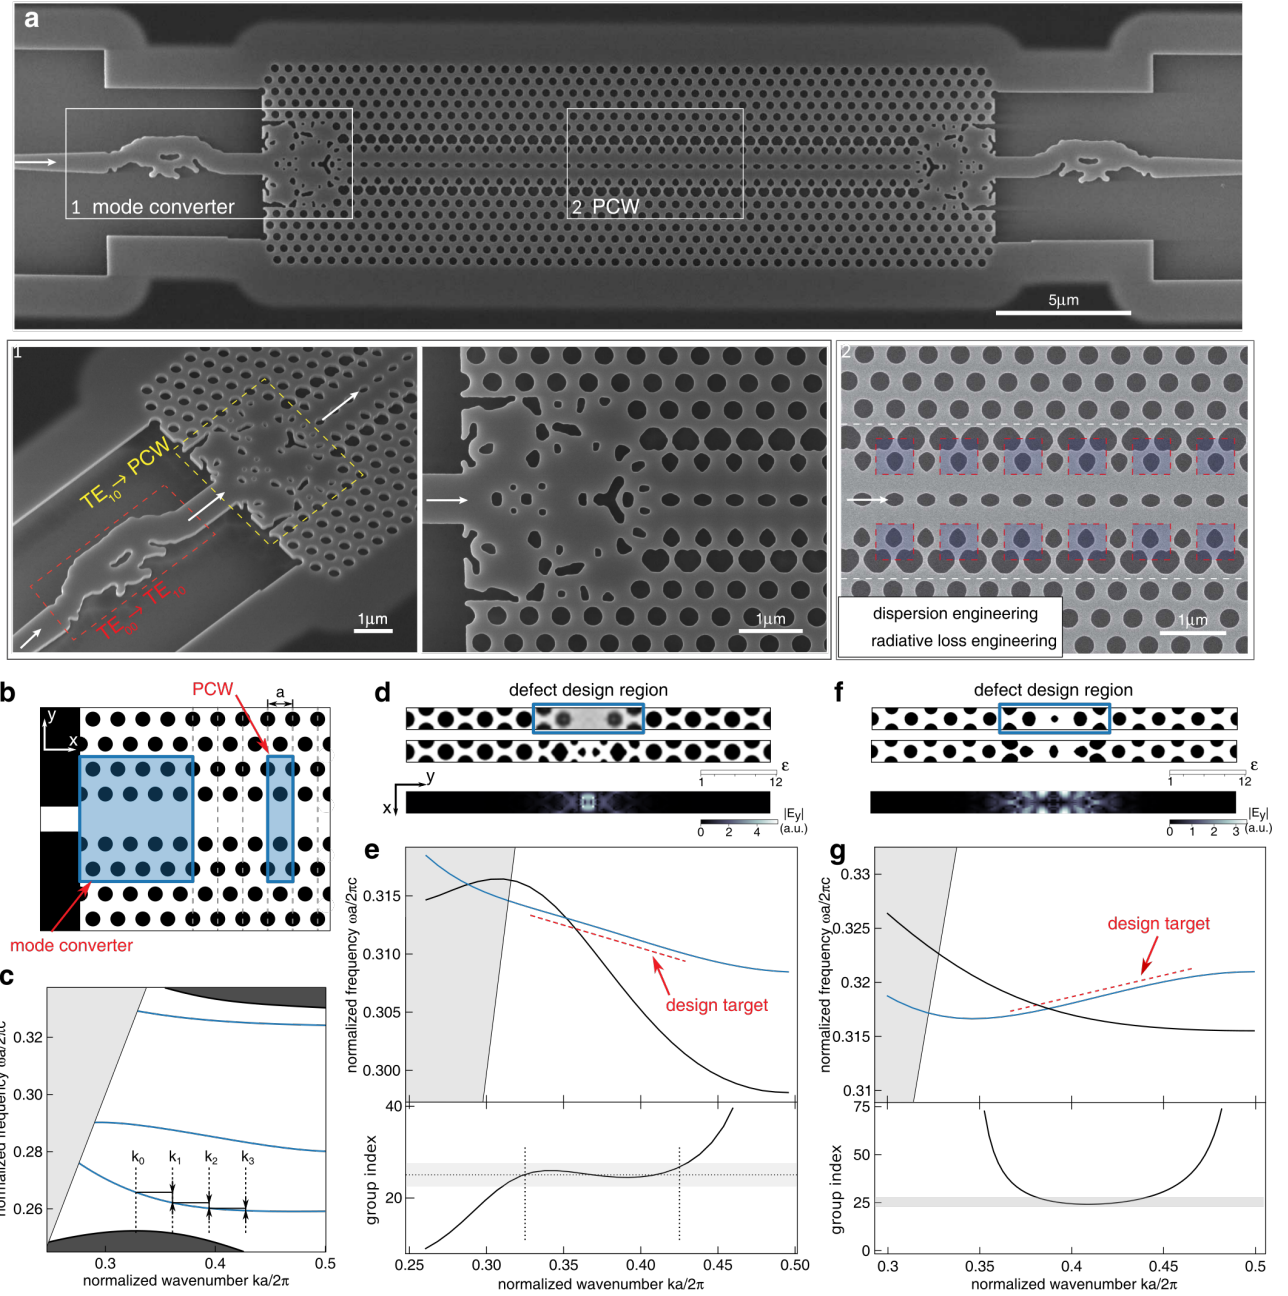 a
1 mode converter
2 PCW
5μm
1
TE₁₀ → PCW
1μm
1μm
2
dispersion engineering
radiative loss engineering
1μm
b
PCW
a
y
x
mode converter
c
normalized frequency ωa/2πc
0.32
0.30
0.28
0.26
k₀ k₁ k₂ k₃
0.3 0.4 0.5
normalized wavenumber ka/2π
d
defect design region
ε
1 12
y
x
|Ey|
(a.u.)
0 2 4
e
normalized frequency ωa/2πc
0.315
0.310
0.305
0.300
design target
group index
40
20
0.25 0.30 0.35 0.40 0.45 0.50
normalized wavenumber ka/2π
f
defect design region
ε
1 12
|Ey|
(a.u.)
0 1 2 3
g
normalized frequency ωa/2πc
0.33
0.325
0.32
0.315
0.31
design target
group index
75
50
25
0
0.3 0.35 0.4 0.45 0.5
normalized wavenumber ka/2π